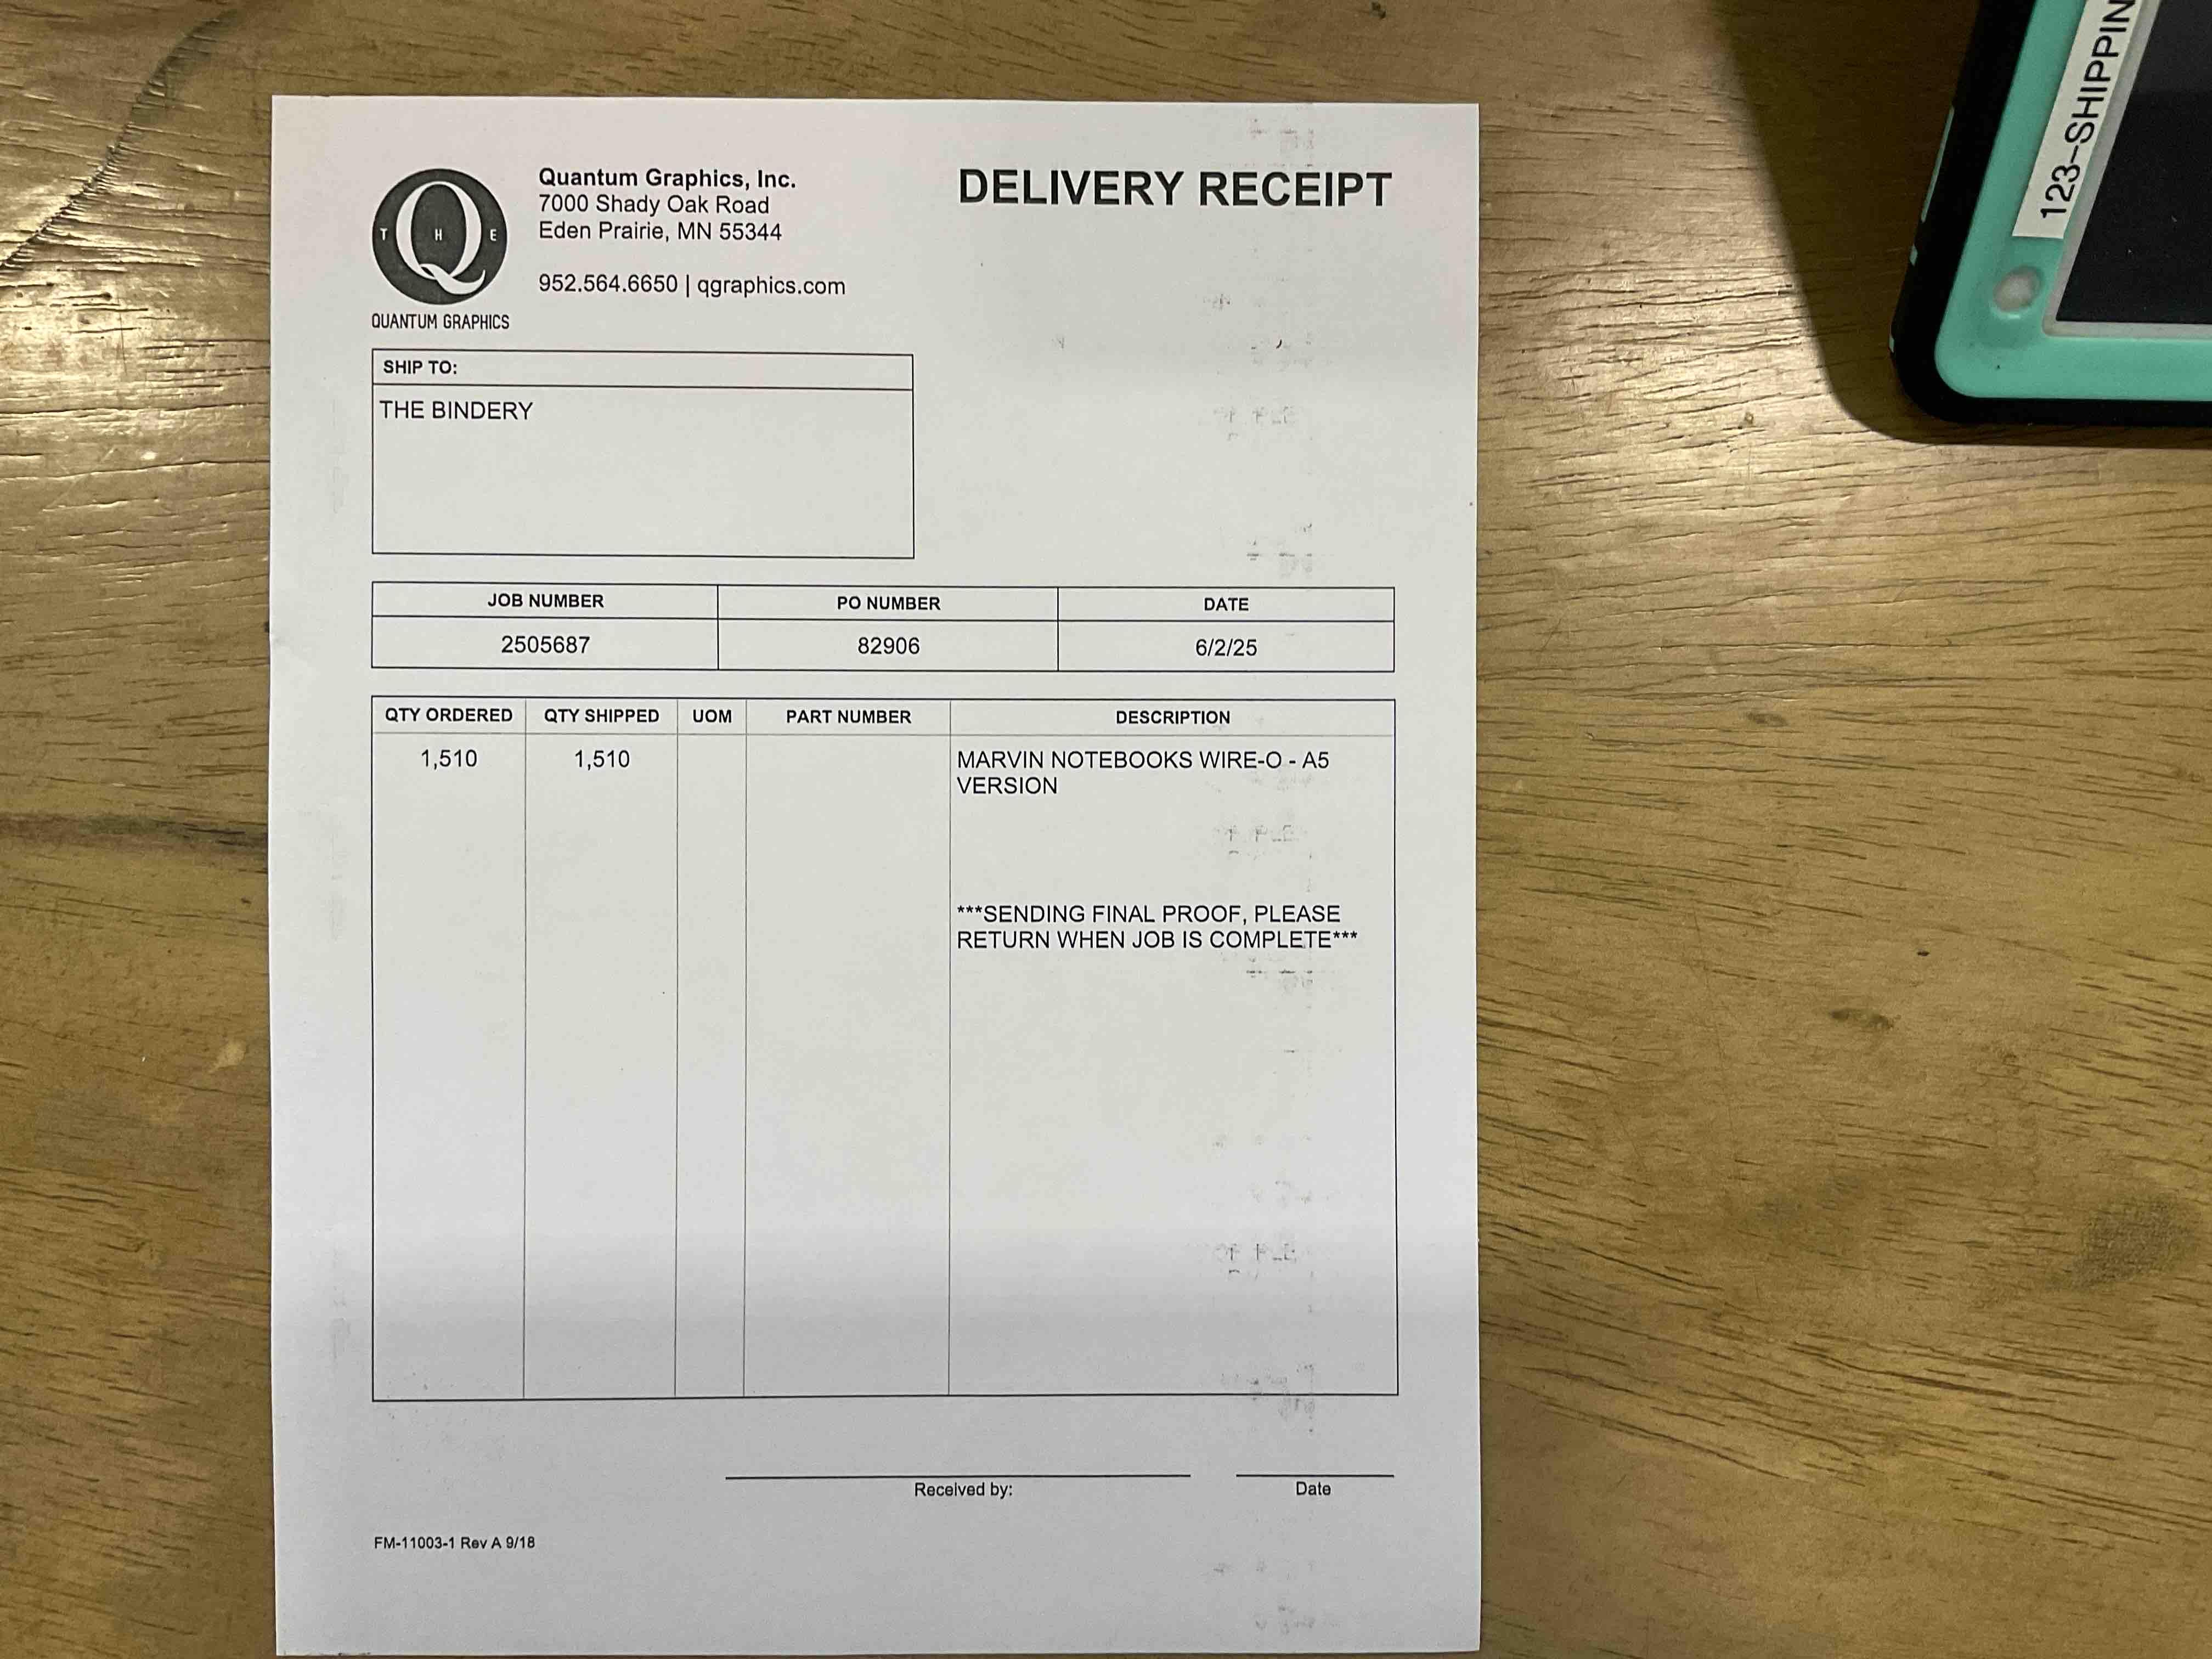 THE
QUANTUM GRAPHICS
Quantum Graphics, Inc.
7000 Shady Oak Road
Eden Prairie, MN 55344
952.564.6650 | qgraphics.com
DELIVERY RECEIPT
123-SHIPPIN
SHIP TO:
THE BINDERY
JOB NUMBER PO NUMBER DATE
2505687 82906 6/2/25
QTY ORDERED QTY SHIPPED UOM PART NUMBER DESCRIPTION
1,510 1,510 MARVIN NOTEBOOKS WIRE-O - A5
VERSION
***SENDING FINAL PROOF, PLEASE
RETURN WHEN JOB IS COMPLETE***
Received by: Date
FM-11003-1 Rev A 9/18